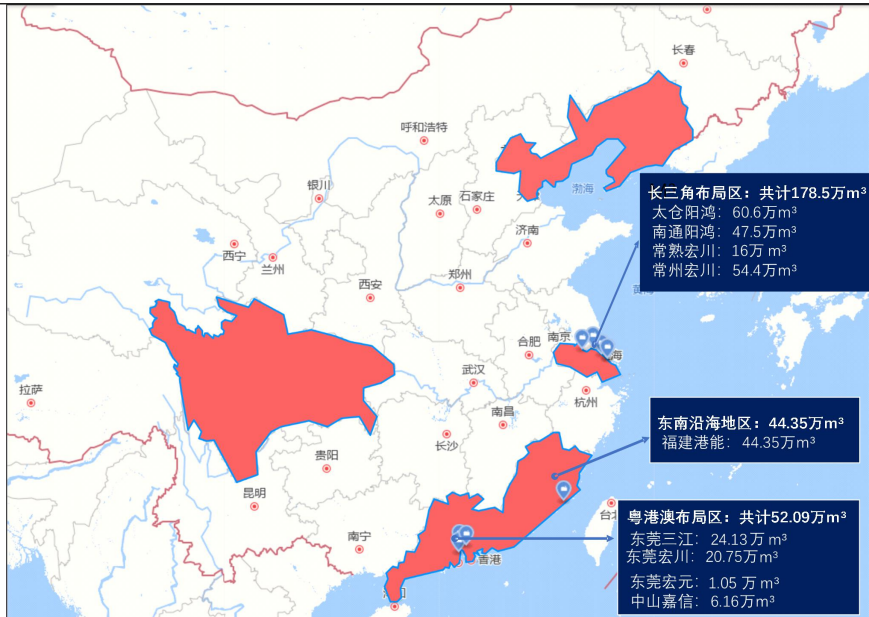 长春
呼和浩特
渤海
银川
太原
石家庄
济南
西宁
兰州
郑州
西安
长三角布局区：共计178.5万m³
太仓阳鸿：60.6万m³
南通阳鸿：47.5万m³
常熟宏川：16万 m³
常州宏川：54.4万m³
南京
合肥
海
武汉
杭州
拉萨
南昌
长沙
东南沿海地区：44.35万m³
福建港能：44.35万m³
贵阳
昆明
台北
南宁
香港
粤港澳布局区：共计52.09万m³
东莞三江：24.13万 m³
东莞宏川：20.75万m³
东莞宏元：1.05 万 m³
中山嘉信：6.16万m³